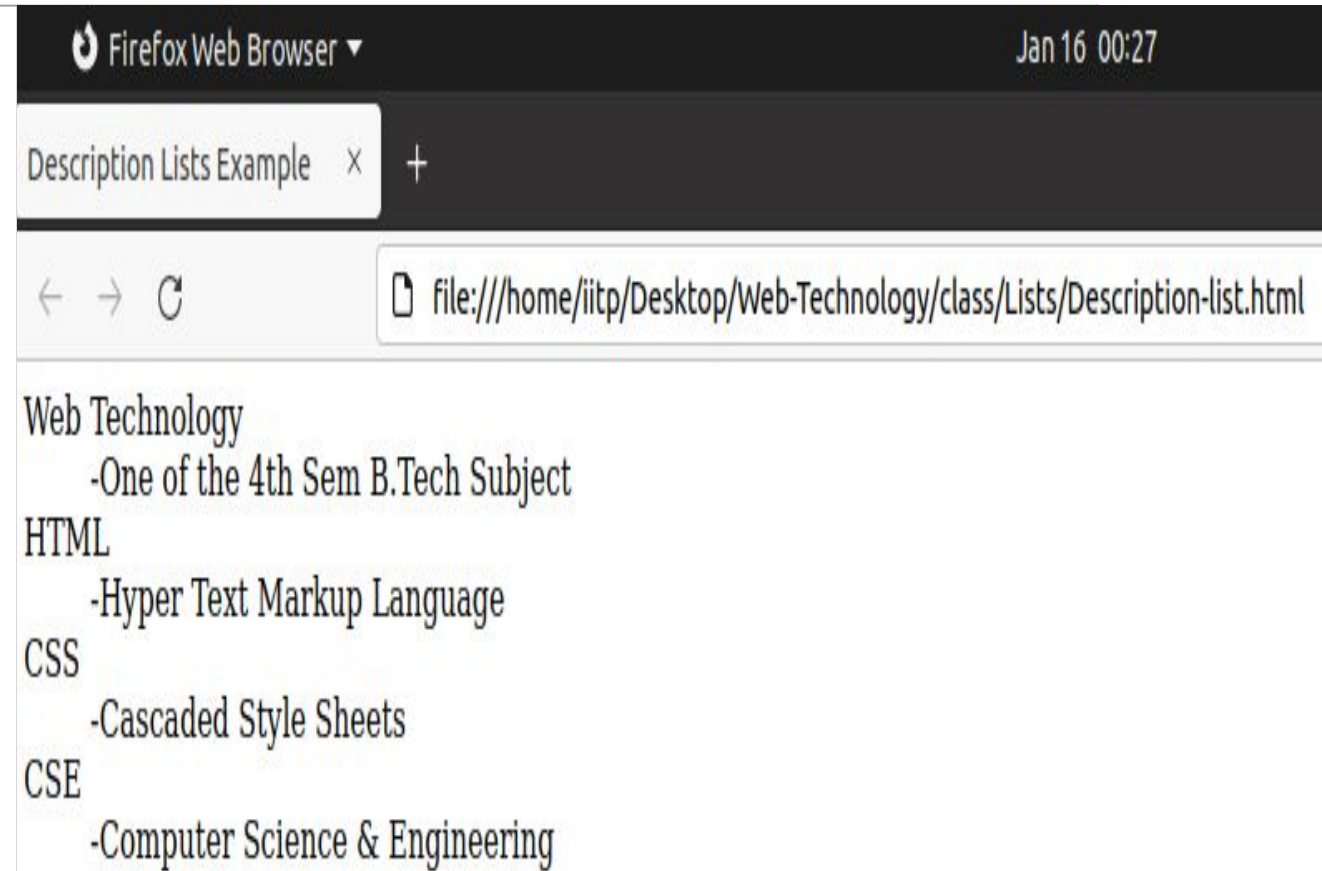 Firefox Web Browser
Jan 16 00:27
Description Lists Example
file:///home/iitp/Desktop/Web-Technology/class/Lists/Description-list.html
Web Technology
-One of the 4th Sem B.Tech Subject
HTML
-Hyper Text Markup Language
CSS
-Cascaded Style Sheets
CSE
-Computer Science & Engineering